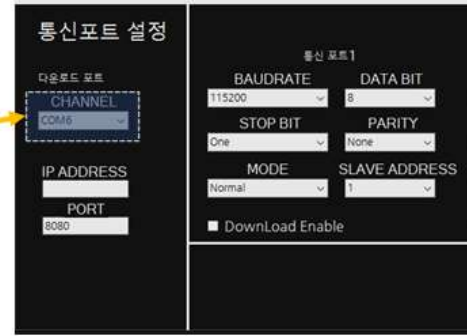 통신포트 설정
다운로드 포트
CHANNEL
COM6
IP ADDRESS
PORT
8080
통신 포트1
BAUDRATE DATA BIT
115200 8
STOP BIT PARITY
One None
MODE SLAVE ADDRESS
Normal 1
DownLoad Enable